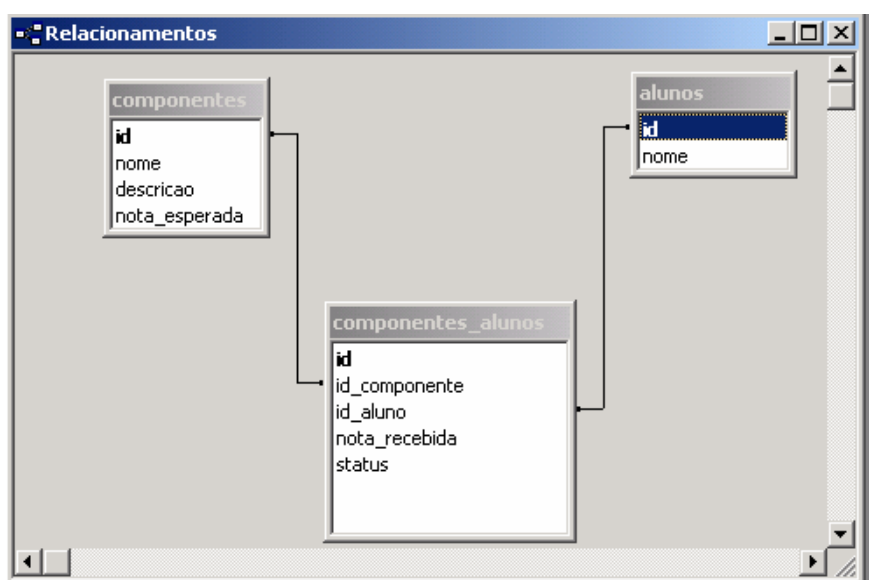 Relacionamentos
componentes
id
nome
descricao
nota_esperada
alunos
id
nome
componentes_alunos
id
id_componente
id_aluno
nota_recebida
status